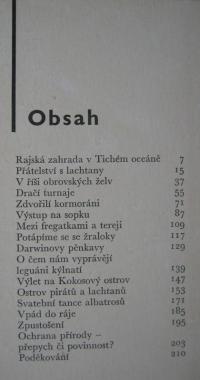 Obsah
Rajská zahrada v Tichém oceáně 7
Přátelství s lachtany 15
V říši obrovských želv 37
Dračí turnaje 55
Zdvořilí kormoráni 71
Výstup na sopku 87
Mezi fregatkami a tereji 109
Potápíme se se žraloky 117
Darwinovy pěnkavy 129
O čem nám vyprávějí
leguáni kýlnatí 139
Výlet na Kokosový ostrov 147
Ostrov pirátů a lachtanů 153
Svatební tance albatrosů 171
Vpád do ráje 185
Zpustošení 195
Ochrana přírody –
přepych či povinnost? 203
Poděkování 210